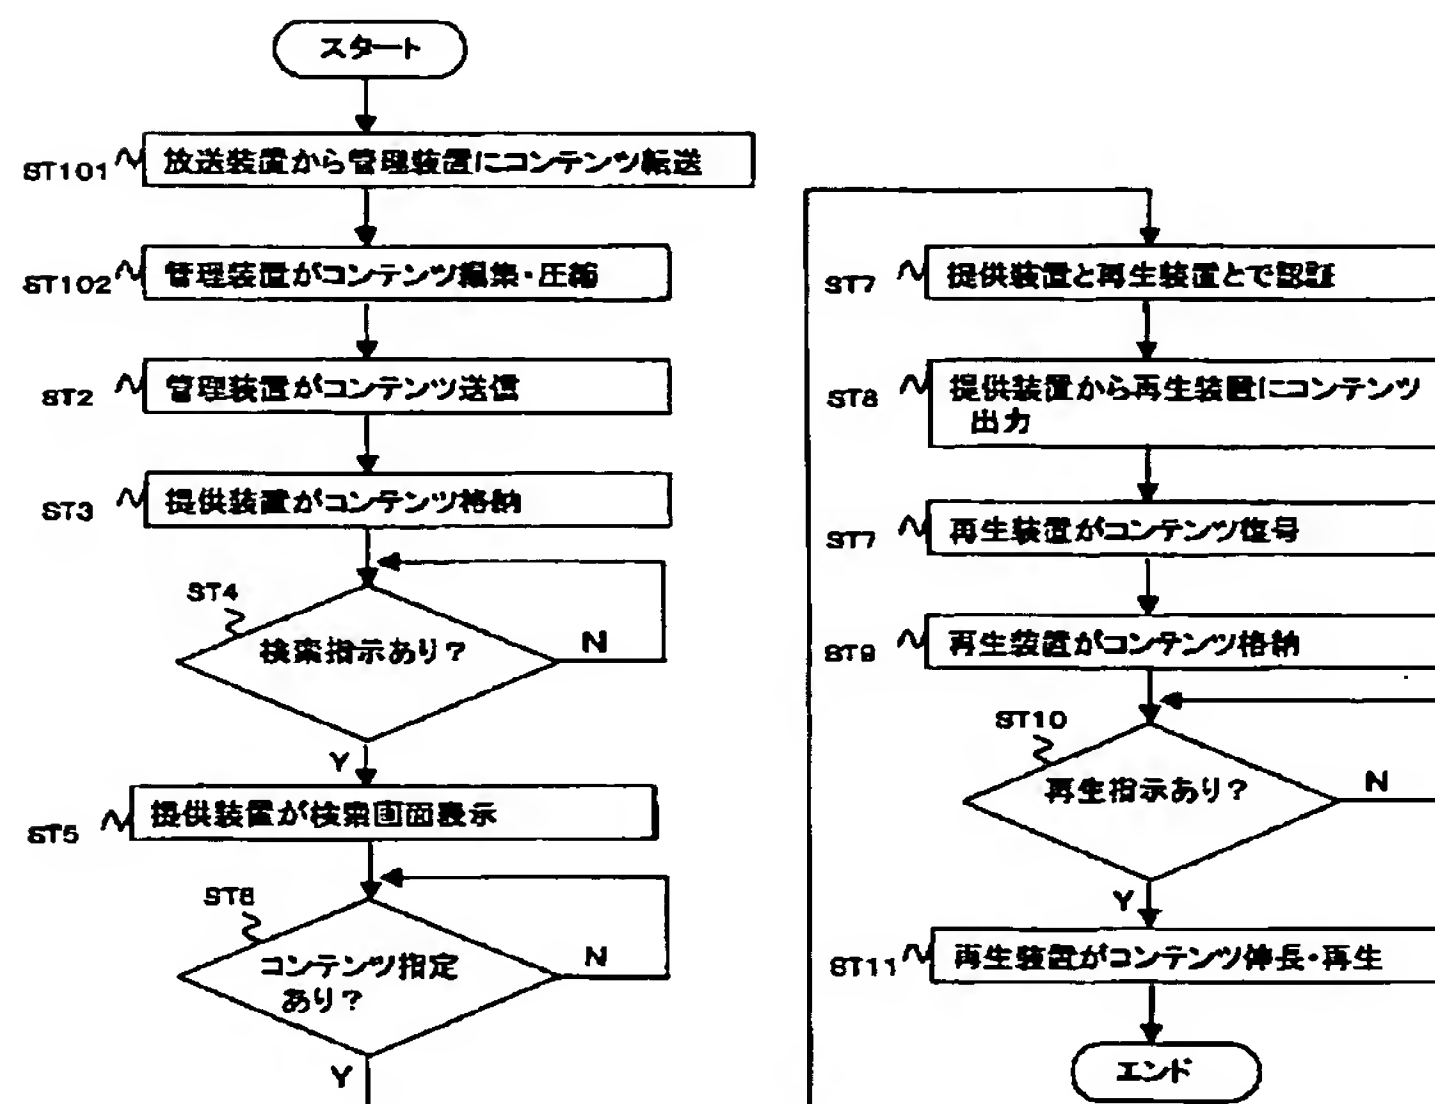 スタート
ST101 放送装置から管理装置にコンテンツ転送
ST102 管理装置がコンテンツ編集・圧縮
ST2 管理装置がコンテンツ送信
ST3 提供装置がコンテンツ格納
ST4
検索指示あり？
N
Y
ST5 提供装置が検索画面表示
ST6
コンテンツ指定
あり？
N
Y
ST7 提供装置と再生装置とで認証
ST8 提供装置から再生装置にコンテンツ
出力
ST7 再生装置がコンテンツ復号
ST9 再生装置がコンテンツ格納
ST10
再生指示あり？
N
Y
ST11 再生装置がコンテンツ伸長・再生
エンド